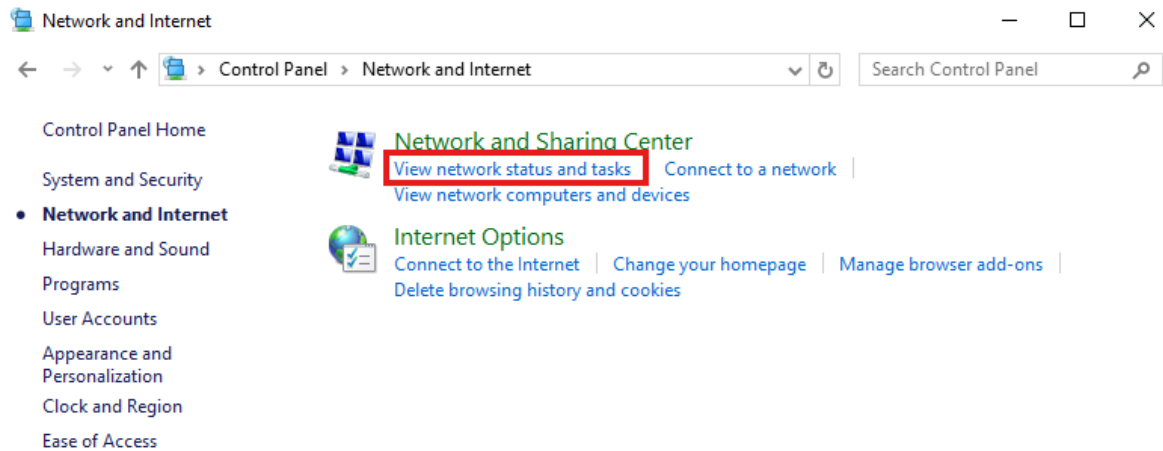 Network and Internet
Control Panel > Network and Internet
Search Control Panel
Control Panel Home
System and Security
Network and Internet
Hardware and Sound
Programs
User Accounts
Appearance and
Personalization
Clock and Region
Ease of Access
Network and Sharing Center
View network status and tasks Connect to a network
View network computers and devices
Internet Options
Connect to the Internet Change your homepage Manage browser add-ons
Delete browsing history and cookies